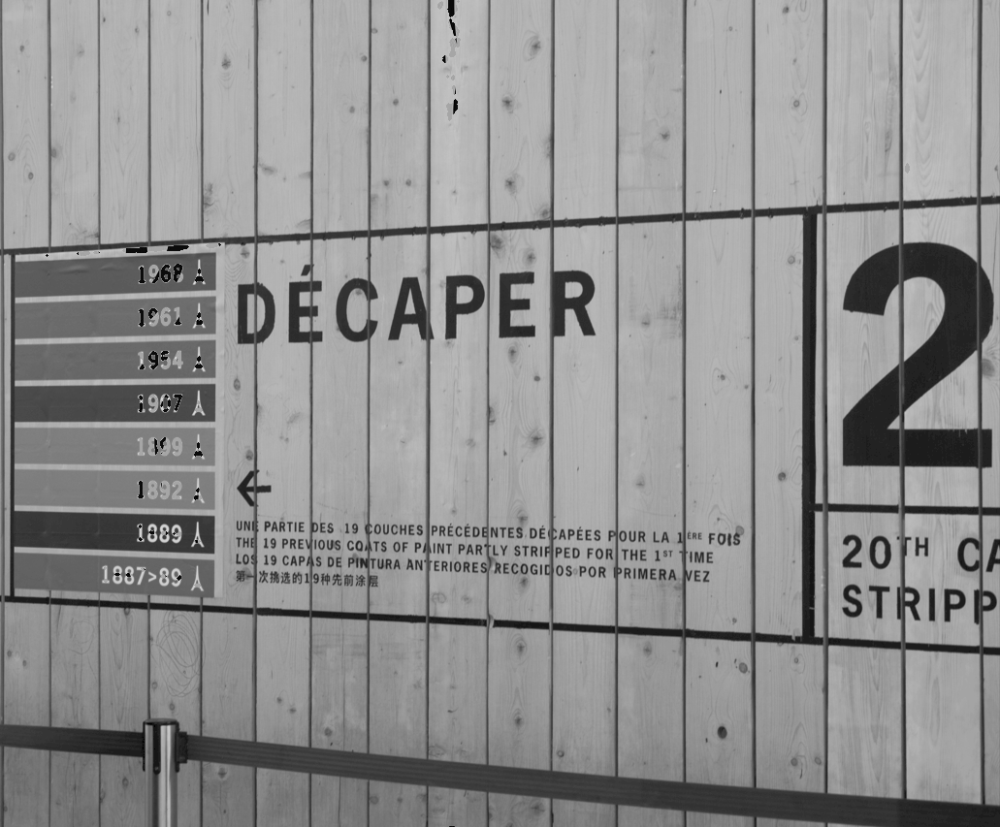 1968
1961
1954
1907
1899
1892
1889
1887>89
DÉCAPER
←
UNE PARTIE DES 19 COUCHES PRÉCÉDENTES DÉCAPÉES POUR LA 1ÈRE FOIS
THE 19 PREVIOUS COATS OF PAINT PARTLY STRIPPED FOR THE 1ST TIME
LOS 19 CAPAS DE PINTURA ANTERIORES RECOGIDOS POR PRIMERA VEZ
第一次摘选的19种先前涂层
2
20TH CA
STRIPP